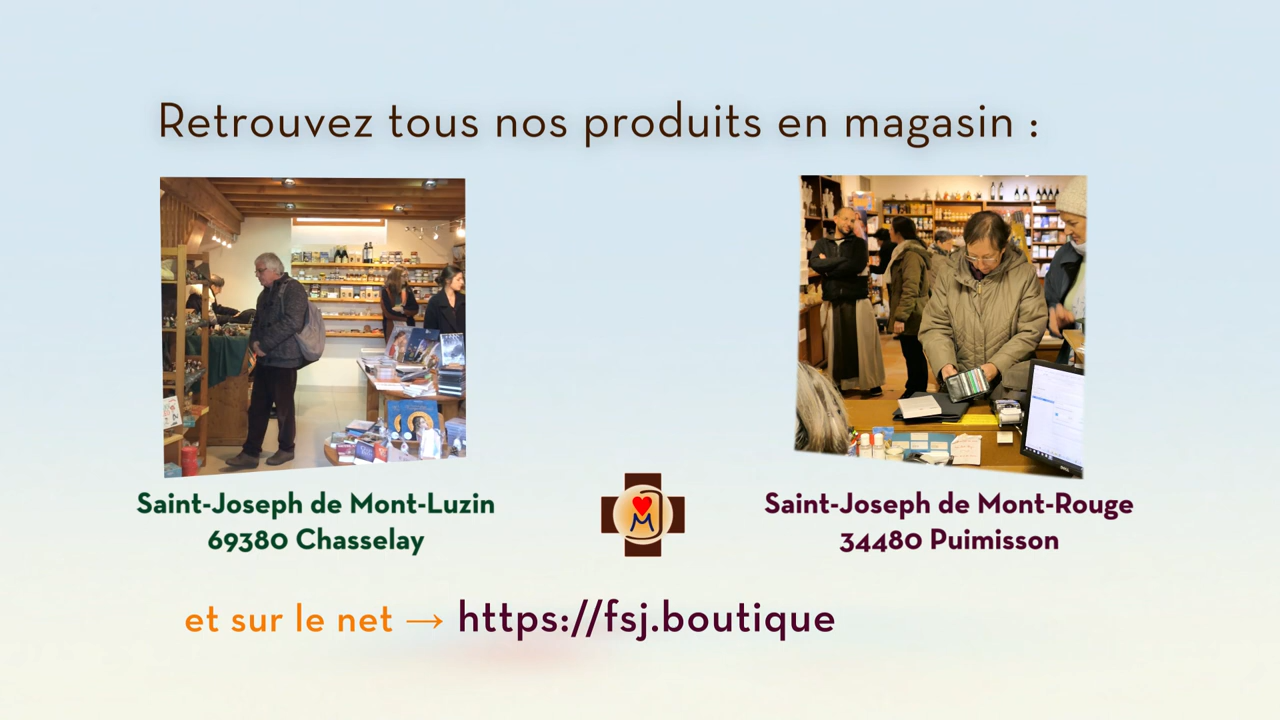 Retrouvez tous nos produits en magasin :
Saint-Joseph de Mont-Luzin
69380 Chasselay
Saint-Joseph de Mont-Rouge
34480 Puimisson
et sur le net → https://fsj.boutique